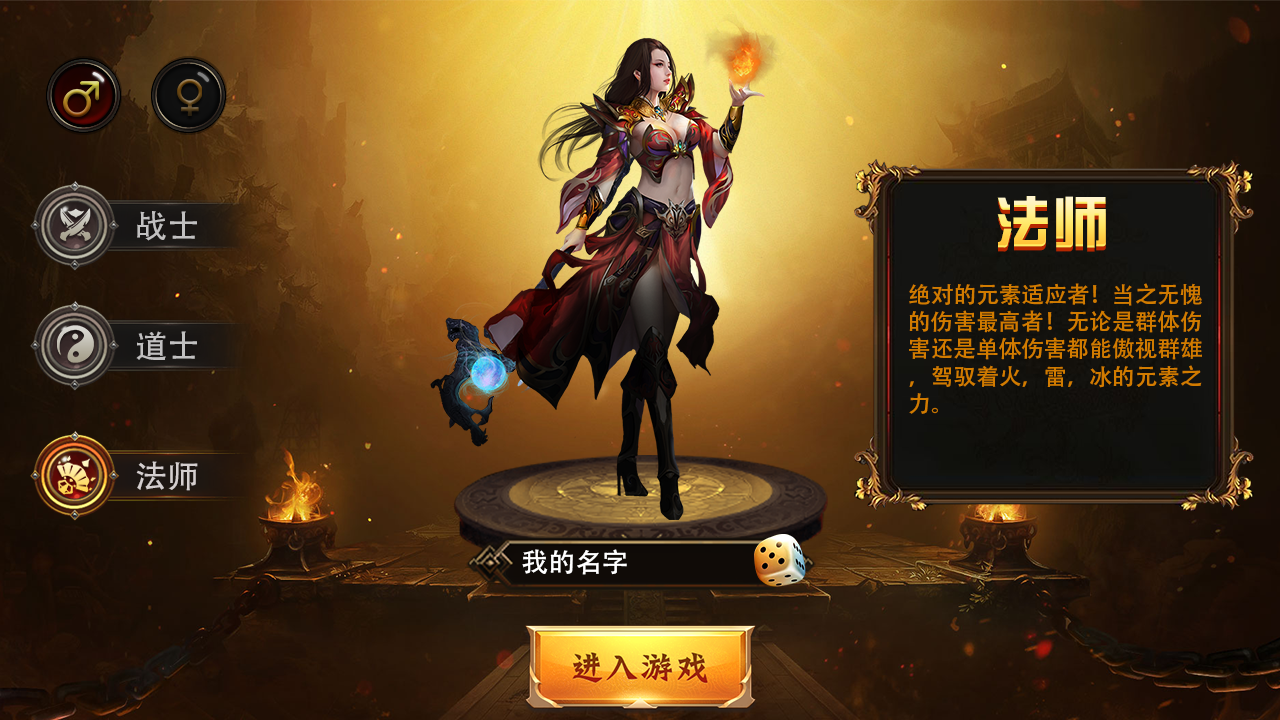 战士
道士
法师
法师
绝对的元素适应者！当之无愧
的伤害最高者！无论是群体伤
害还是单体伤害都能傲视群雄
，驾驭着火，雷，冰的元素之
力。
我的名字
进入游戏